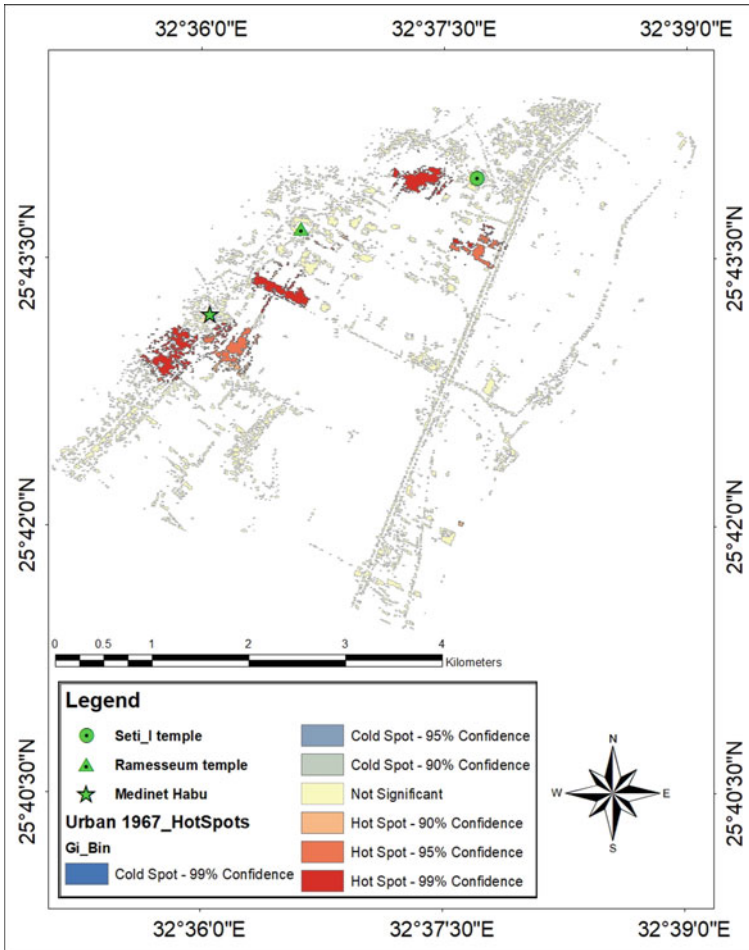 32°36'0"E 32°37'30"E 32°39'0"E
25°43'30"N 25°43'30"N
25°42'0"N 25°42'0"N
0 0.5 1 2 3 4
Kilometers
Legend
Seti_I temple
Ramesseum temple
Medinet Habu
Urban 1967_HotSpots
Gi_Bin
Cold Spot - 99% Confidence
Cold Spot - 95% Confidence
Cold Spot - 90% Confidence
Not Significant
Hot Spot - 90% Confidence
Hot Spot - 95% Confidence
Hot Spot - 99% Confidence
N
W E
S
25°40'30"N 25°40'30"N
32°36'0"E 32°37'30"E 32°39'0"E